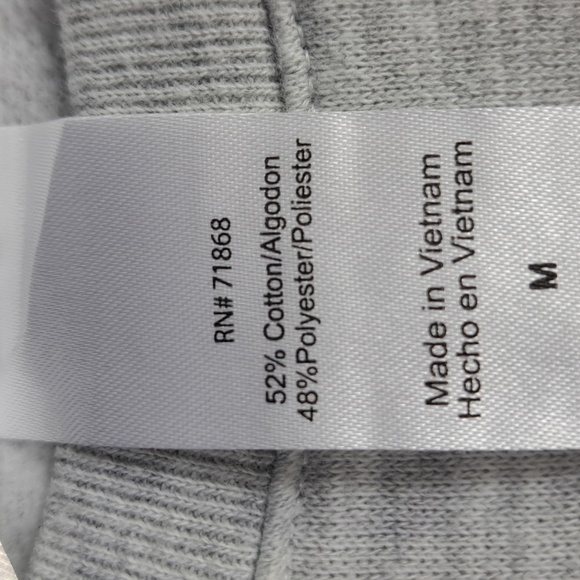 RN# 71868
52% Cotton/Algodon
48%Polyester/Poliester
Made in Vietnam
Hecho en Vietnam
M